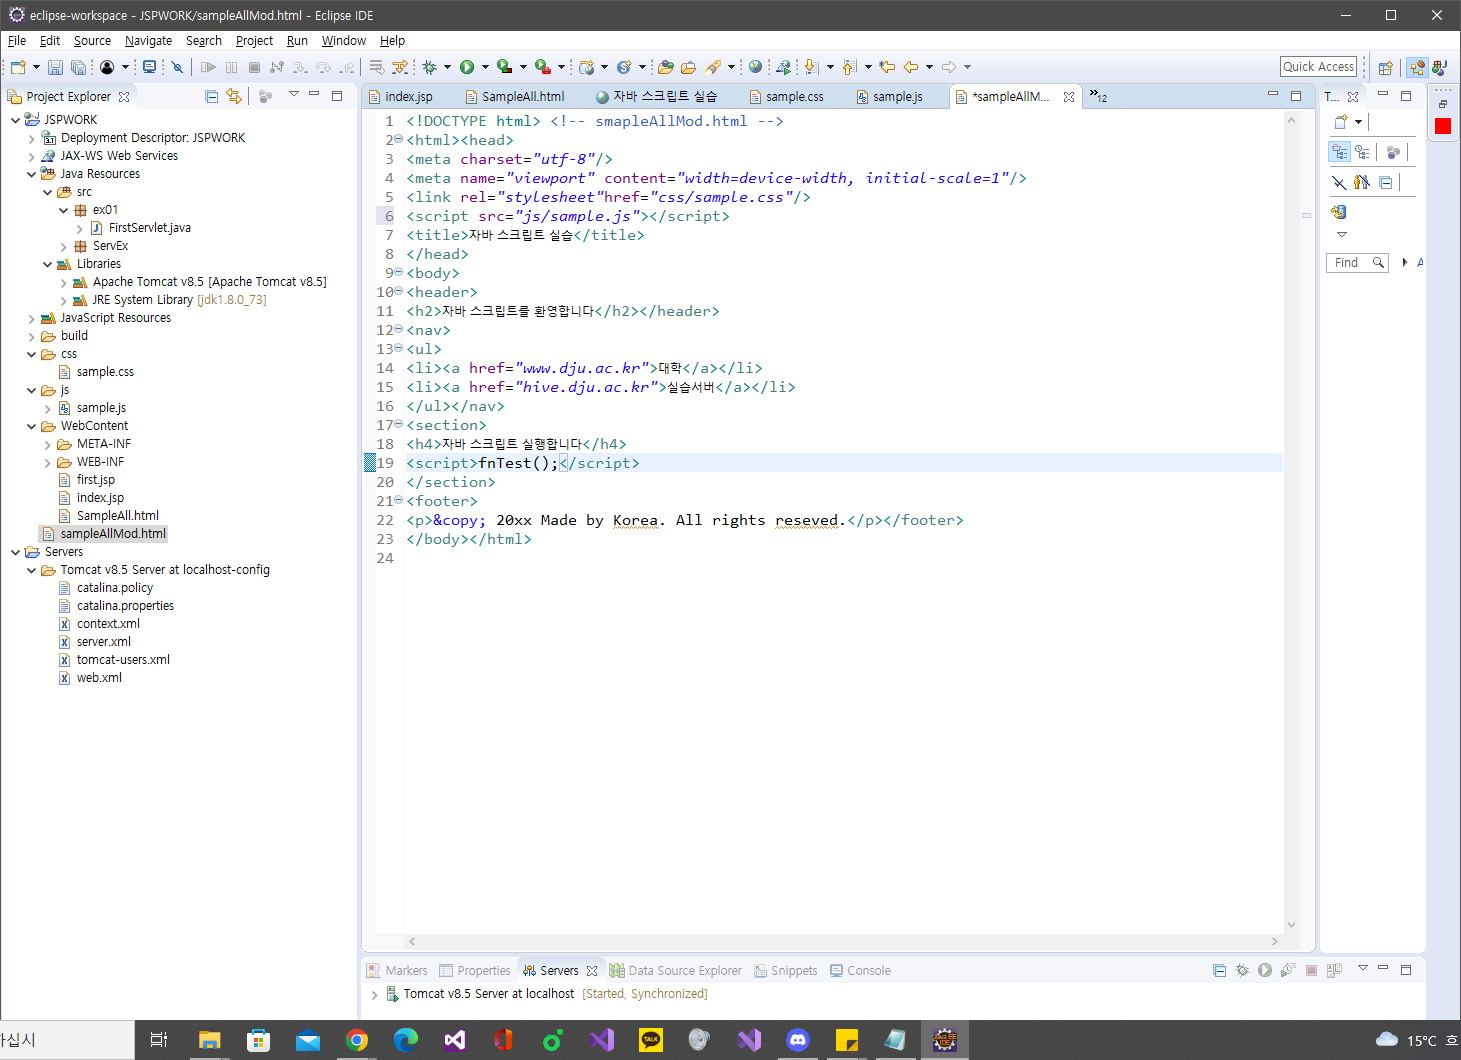 eclipse-workspace - JSPWORK/sampleAllMod.html - Eclipse IDE
File Edit Source Navigate Search Project Run Window Help
Quick Access
Project Explorer
JSPWORK
Deployment Descriptor: JSPWORK
JAX-WS Web Services
Java Resources
src
ex01
FirstServlet.java
ServEx
Libraries
Apache Tomcat v8.5 [Apache Tomcat v8.5]
JRE System Library [jdk1.8.0_73]
JavaScript Resources
build
css
sample.css
js
sample.js
WebContent
META-INF
WEB-INF
first.jsp
index.jsp
SampleAll.html
sampleAllMod.html
Servers
Tomcat v8.5 Server at localhost-config
catalina.policy
catalina.properties
context.xml
server.xml
tomcat-users.xml
web.xml
index.jsp SampleAll.html 자바 스크립트 실습 sample.css sample.js *sampleAllM... »12
1 <!DOCTYPE html> <!-- smapleAllMod.html -->
2 <html><head>
3 <meta charset="utf-8"/>
4 <meta name="viewport" content="width=device-width, initial-scale=1"/>
5 <link rel="stylesheet"href="css/sample.css"/>
6 <script src="js/sample.js"></script>
7 <title>자바 스크립트 실습</title>
8 </head>
9 <body>
10 <header>
11 <h2>자바 스크립트를 환영합니다</h2></header>
12 <nav>
13 <ul>
14 <li><a href="www.dju.ac.kr">대학</a></li>
15 <li><a href="hive.dju.ac.kr">실습서버</a></li>
16 </ul></nav>
17 <section>
18 <h4>자바 스크립트 실행합니다</h4>
19 <script>fnTest();</script>
20 </section>
21 <footer>
22 <p>&copy; 20xx Made by Korea. All rights reseved.</p></footer>
23 </body></html>
24
T...
Find A
Markers Properties Servers Data Source Explorer Snippets Console
Tomcat v8.5 Server at localhost [Started, Synchronized]
하십시
TALK
JAVA EE
IDE
15°C 흐